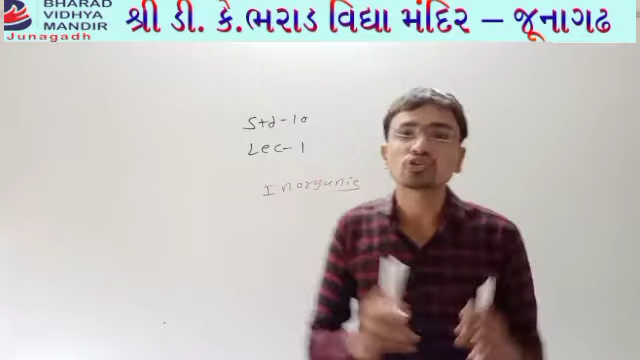 BHARAD
VIDHYA
MANDIR
Junagadh
શ્રી ડી. કે.ભરાડ વિદ્યા મંદિર – જૂનાગઢ
Std-10
Lec-1
Inorganic